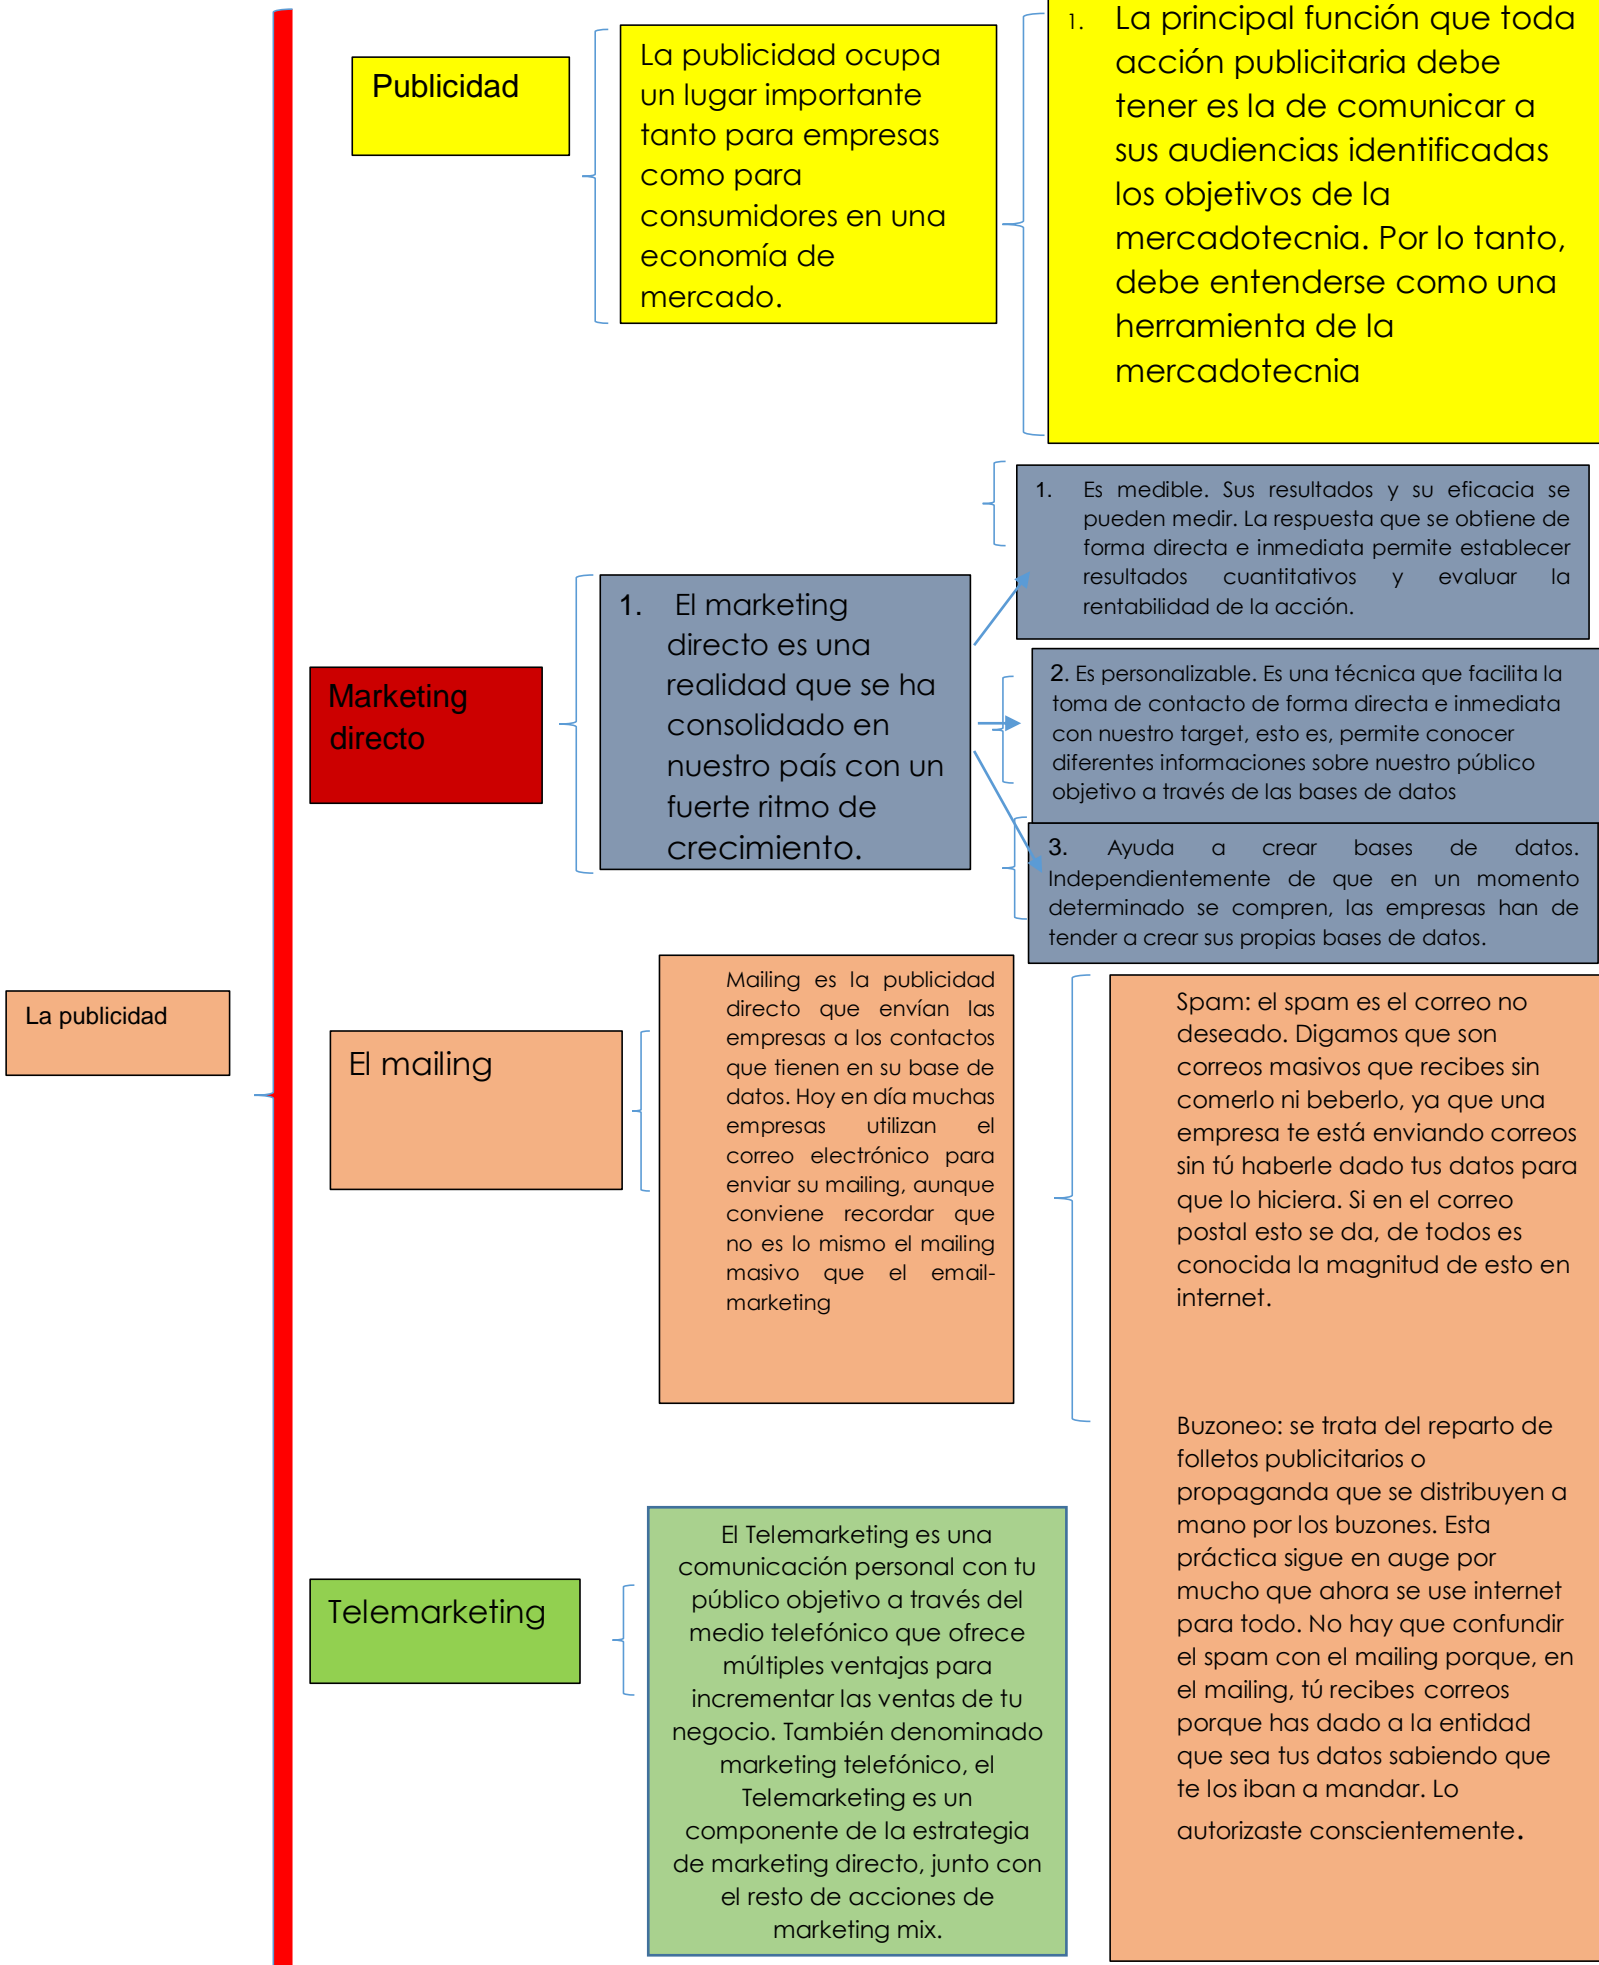 Publicidad
La publicidad ocupa
un lugar importante
tanto para empresas
como para
consumidores en una
economía de
mercado.
1. La principal función que toda
acción publicitaria debe
tener es la de comunicar a
sus audiencias identificadas
los objetivos de la
mercadotecnia. Por lo tanto,
debe entenderse como una
herramienta de la
mercadotecnia
Marketing
directo
1. El marketing
directo es una
realidad que se ha
consolidado en
nuestro país con un
fuerte ritmo de
crecimiento.
1. Es medible. Sus resultados y su eficacia se
pueden medir. La respuesta que se obtiene de
forma directa e inmediata permite establecer
resultados cuantitativos y evaluar la
rentabilidad de la acción.
2. Es personalizable. Es una técnica que facilita la
toma de contacto de forma directa e inmediata
con nuestro target, esto es, permite conocer
diferentes informaciones sobre nuestro público
objetivo a través de las bases de datos
3. Ayuda a crear bases de datos.
Independientemente de que en un momento
determinado se compren, las empresas han de
tender a crear sus propias bases de datos.
La publicidad
El mailing
Mailing es la publicidad
directo que envían las
empresas a los contactos
que tienen en su base de
datos. Hoy en día muchas
empresas utilizan el
correo electrónico para
enviar su mailing, aunque
conviene recordar que
no es lo mismo el mailing
masivo que el email-
marketing
Spam: el spam es el correo no
deseado. Digamos que son
correos masivos que recibes sin
comerlo ni beberlo, ya que una
empresa te está enviando correos
sin tú haberle dado tus datos para
que lo hiciera. Si en el correo
postal esto se da, de todos es
conocida la magnitud de esto en
internet.
Buzoneo: se trata del reparto de
folletos publicitarios o
propaganda que se distribuyen a
mano por los buzones. Esta
práctica sigue en auge por
mucho que ahora se use internet
para todo. No hay que confundir
el spam con el mailing porque, en
el mailing, tú recibes correos
porque has dado a la entidad
que sea tus datos sabiendo que
te los iban a mandar. Lo
autorizaste conscientemente.
Telemarketing
El Telemarketing es una
comunicación personal con tu
público objetivo a través del
medio telefónico que ofrece
múltiples ventajas para
incrementar las ventas de tu
negocio. También denominado
marketing telefónico, el
Telemarketing es un
componente de la estrategia
de marketing directo, junto con
el resto de acciones de
marketing mix.